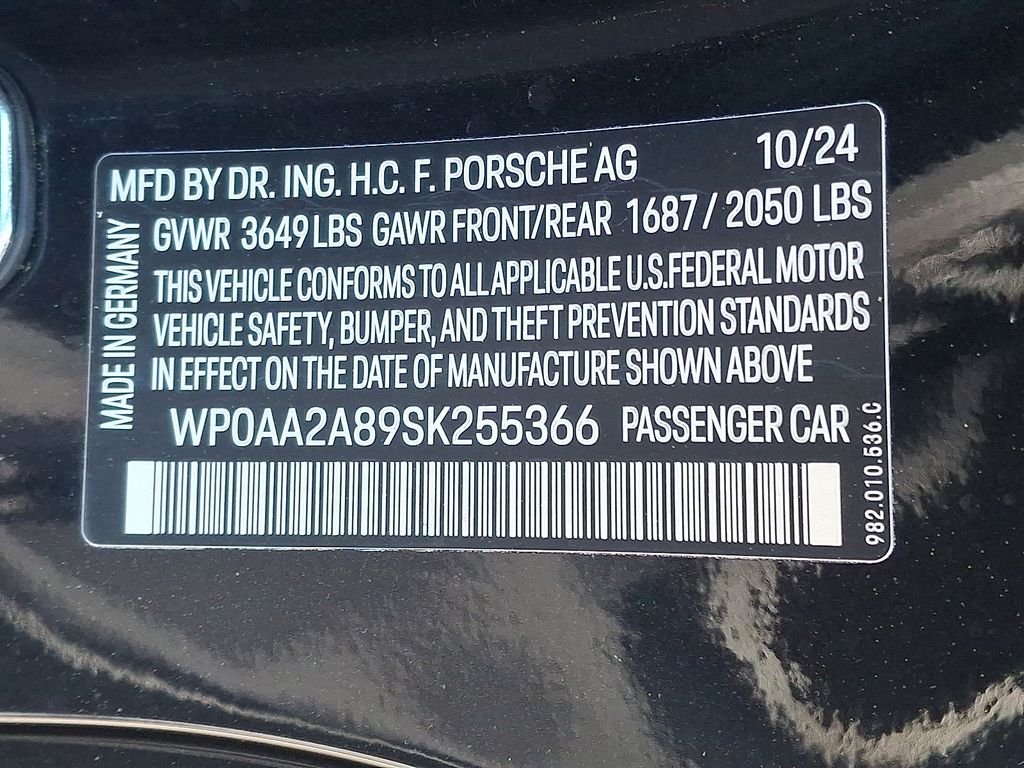 MFD BY DR. ING. H.C. F. PORSCHE AG 10/24
GVWR 3649 LBS GAWR FRONT/REAR 1687 / 2050 LBS
THIS VEHICLE CONFORMS TO ALL APPLICABLE U.S.FEDERAL MOTOR
VEHICLE SAFETY, BUMPER, AND THEFT PREVENTION STANDARDS
IN EFFECT ON THE DATE OF MANUFACTURE SHOWN ABOVE
WP0AA2A89SK255366 PASSENGER CAR
MADE IN GERMANY
982.010.536.C